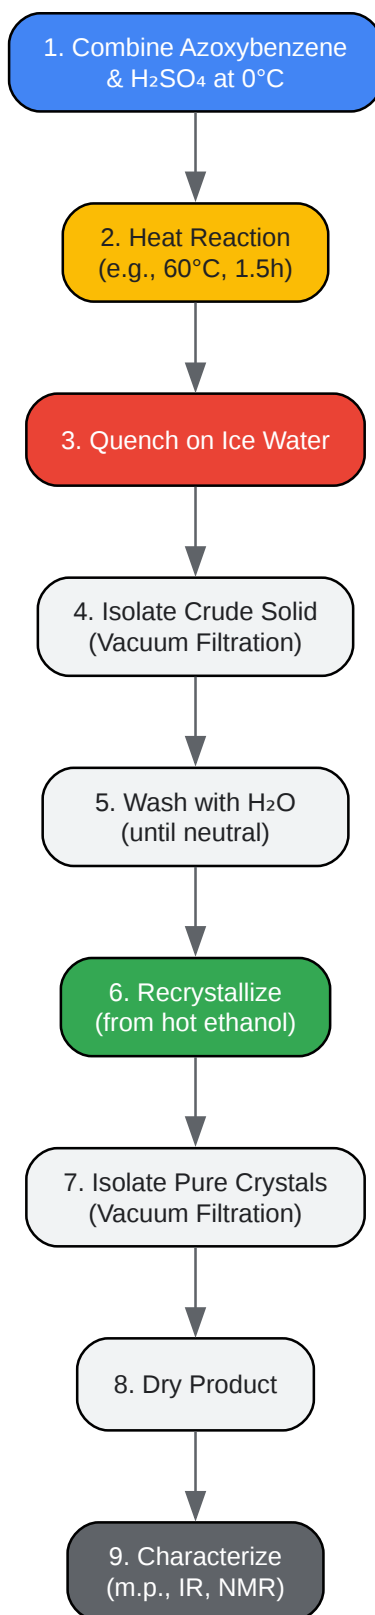 1. Combine Azoxybenzene
& H₂SO₄ at 0°C
2. Heat Reaction
(e.g., 60°C, 1.5h)
3. Quench on Ice Water
4. Isolate Crude Solid
(Vacuum Filtration)
5. Wash with H₂O
(until neutral)
6. Recrystallize
(from hot ethanol)
7. Isolate Pure Crystals
(Vacuum Filtration)
8. Dry Product
9. Characterize
(m.p., IR, NMR)